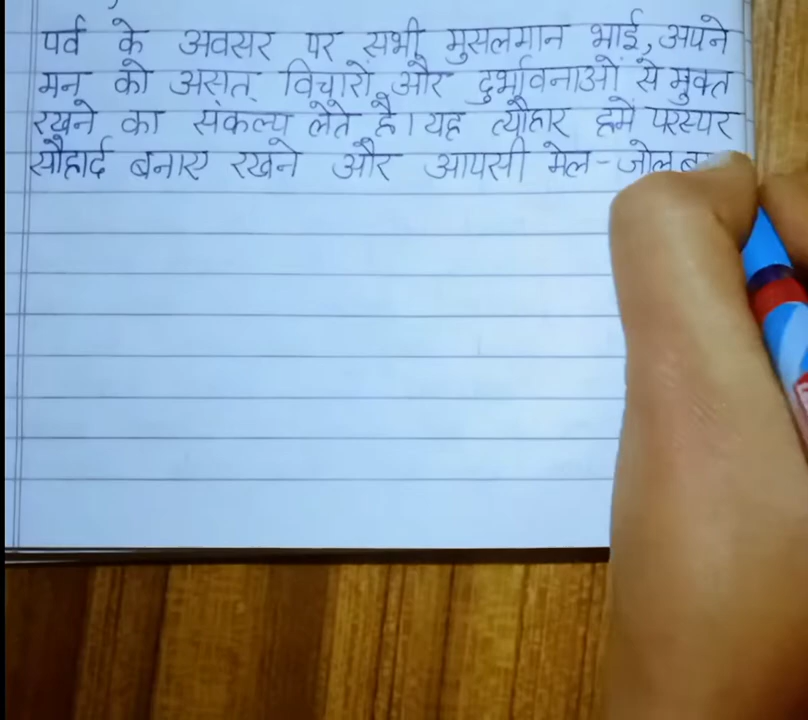 पर्व के अवसर पर सभी मुसलमान भाई, अपने
मन को असत् विचारों और दुर्भावनाओं से मुक्त
रखने का संकल्प लेते है। यह त्यौहार हमें परस्पर
सौहार्द बनाए रखने और आपसी मेल-जोल